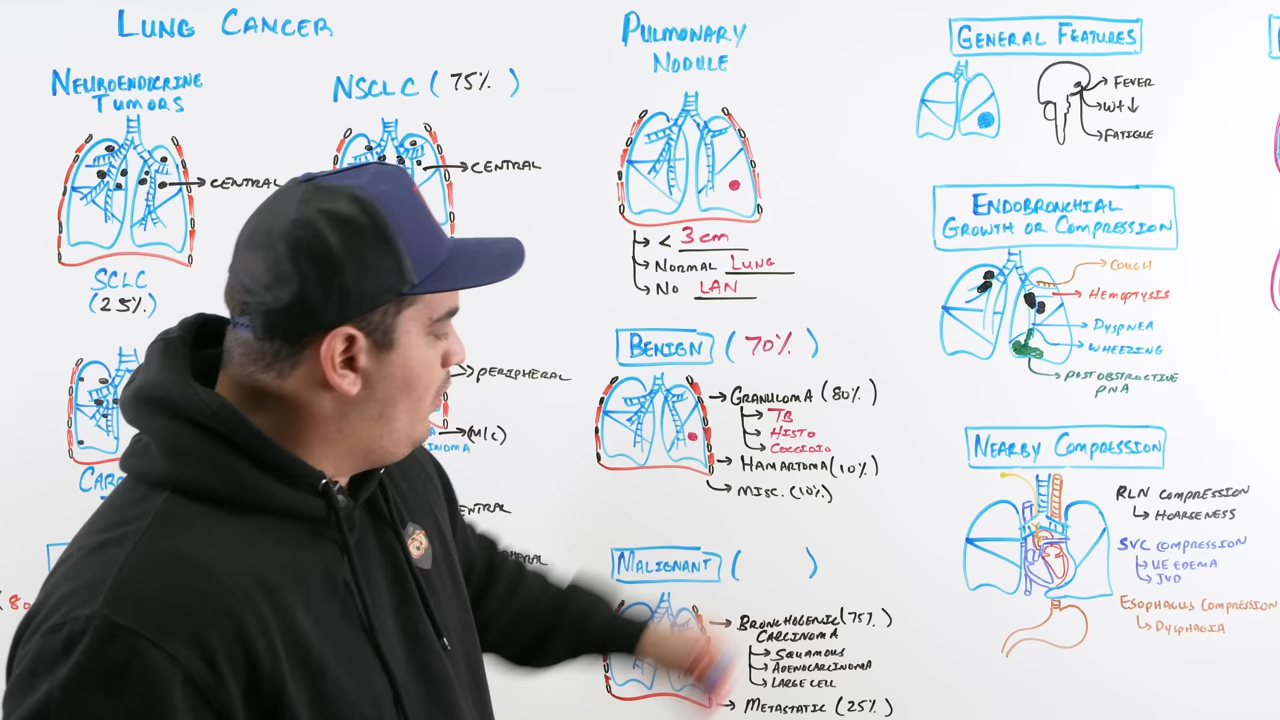 LUNG CANCER
NEUROENDOCRINE
TUMORS
CENTRAL
SCLC
(25%)
NSCLC (75%)
CENTRAL
PERIPHERAL
(M/C)
PULMONARY
NODULE
< 3cm
NORMAL LUNG
NO LAN
BENIGN (70%)
GRANULOMA (80%)
TB
HISTO
COCCIDIO
HAMARTOMA (10%)
MISC. (10%)
MALIGNANT ( )
BRONCHOGENIC (75%)
CARCINOMA
SQUAMOUS
ADENOCARCINOMA
LARGE CELL
METASTATIC (25%)
GENERAL FEATURES
FEVER
WT↓
FATIGUE
ENDOBRONCHIAL
GROWTH OR COMPRESSION
COUGH
HEMOPTYSIS
DYSPNEA
WHEEZING
POSTOBSTRUCTIVE
PNA
NEARBY COMPRESSION
RLN COMPRESSION
HOARSENESS
SVC COMPRESSION
UE EDEMA
JVD
ESOPHAGUS COMPRESSION
DYSPHAGIA